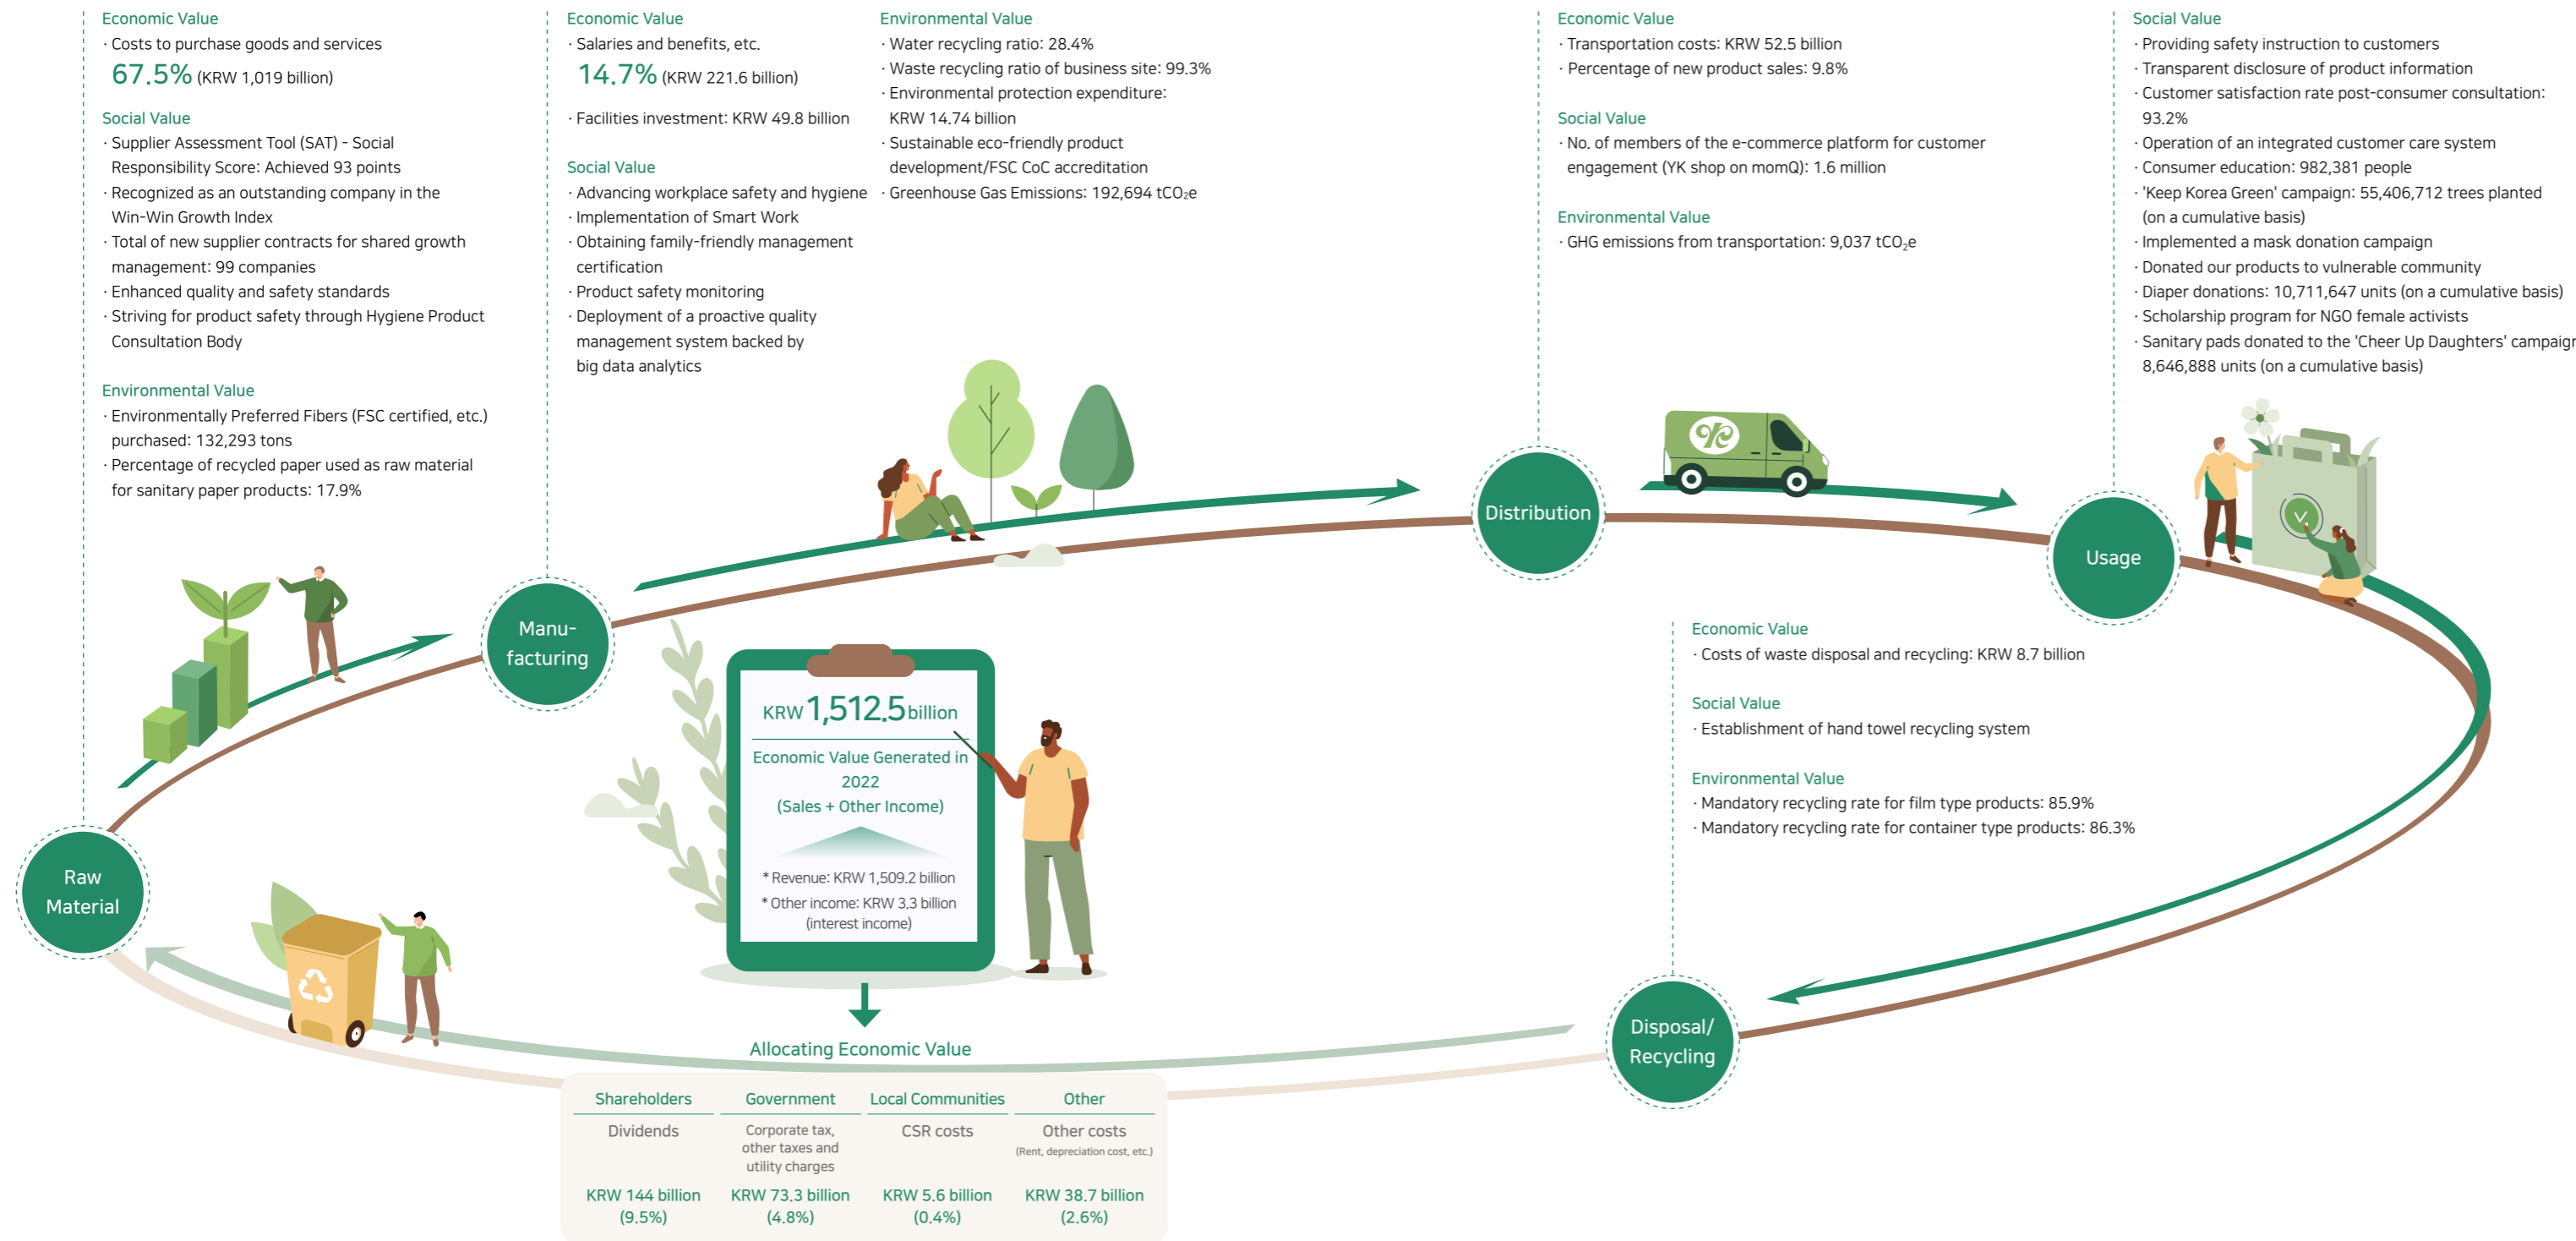 Economic Value
· Costs to purchase goods and services
67.5% (KRW 1,019 billion)
Social Value
· Supplier Assessment Tool (SAT) - Social
Responsibility Score: Achieved 93 points
· Recognized as an outstanding company in the
Win-Win Growth Index
· Total of new supplier contracts for shared growth
management: 99 companies
· Enhanced quality and safety standards
· Striving for product safety through Hygiene Product
Consultation Body
Environmental Value
· Environmentally Preferred Fibers (FSC certified, etc.)
purchased: 132,293 tons
· Percentage of recycled paper used as raw material
for sanitary paper products: 17.9%
Economic Value
· Salaries and benefits, etc.
14.7% (KRW 221.6 billion)
· Facilities investment: KRW 49.8 billion
Social Value
· Advancing workplace safety and hygiene
· Implementation of Smart Work
· Obtaining family-friendly management
certification
· Product safety monitoring
· Deployment of a proactive quality
management system backed by
big data analytics
Environmental Value
· Water recycling ratio: 28.4%
· Waste recycling ratio of business site: 99.3%
· Environmental protection expenditure:
KRW 14.74 billion
· Sustainable eco-friendly product
development/FSC CoC accreditation
· Greenhouse Gas Emissions: 192,694 tCO₂e
Economic Value
· Transportation costs: KRW 52.5 billion
· Percentage of new product sales: 9.8%
Social Value
· No. of members of the e-commerce platform for customer
engagement (YK shop on momQ): 1.6 million
Environmental Value
· GHG emissions from transportation: 9,037 tCO₂e
Social Value
· Providing safety instruction to customers
· Transparent disclosure of product information
· Customer satisfaction rate post-consumer consultation:
93.2%
· Operation of an integrated customer care system
· Consumer education: 982,381 people
· 'Keep Korea Green' campaign: 55,406,712 trees planted
(on a cumulative basis)
· Implemented a mask donation campaign
· Donated our products to vulnerable community
· Diaper donations: 10,711,647 units (on a cumulative basis)
· Scholarship program for NGO female activists
· Sanitary pads donated to the 'Cheer Up Daughters' campaign
8,646,888 units (on a cumulative basis)
Distribution
Usage
Manu-
facturing
Raw
Material
Economic Value
· Costs of waste disposal and recycling: KRW 8.7 billion
Social Value
· Establishment of hand towel recycling system
Environmental Value
· Mandatory recycling rate for film type products: 85.9%
· Mandatory recycling rate for container type products: 86.3%
Disposal/
Recycling
KRW 1,512.5 billion
Economic Value Generated in
2022
(Sales + Other Income)
* Revenue: KRW 1,509.2 billion
* Other income: KRW 3.3 billion
(interest income)
Allocating Economic Value
Shareholders
Dividends
KRW 144 billion
(9.5%)
Government
Corporate tax,
other taxes and
utility charges
KRW 73.3 billion
(4.8%)
Local Communities
CSR costs
KRW 5.6 billion
(0.4%)
Other
Other costs
(Rent, depreciation cost, etc.)
KRW 38.7 billion
(2.6%)